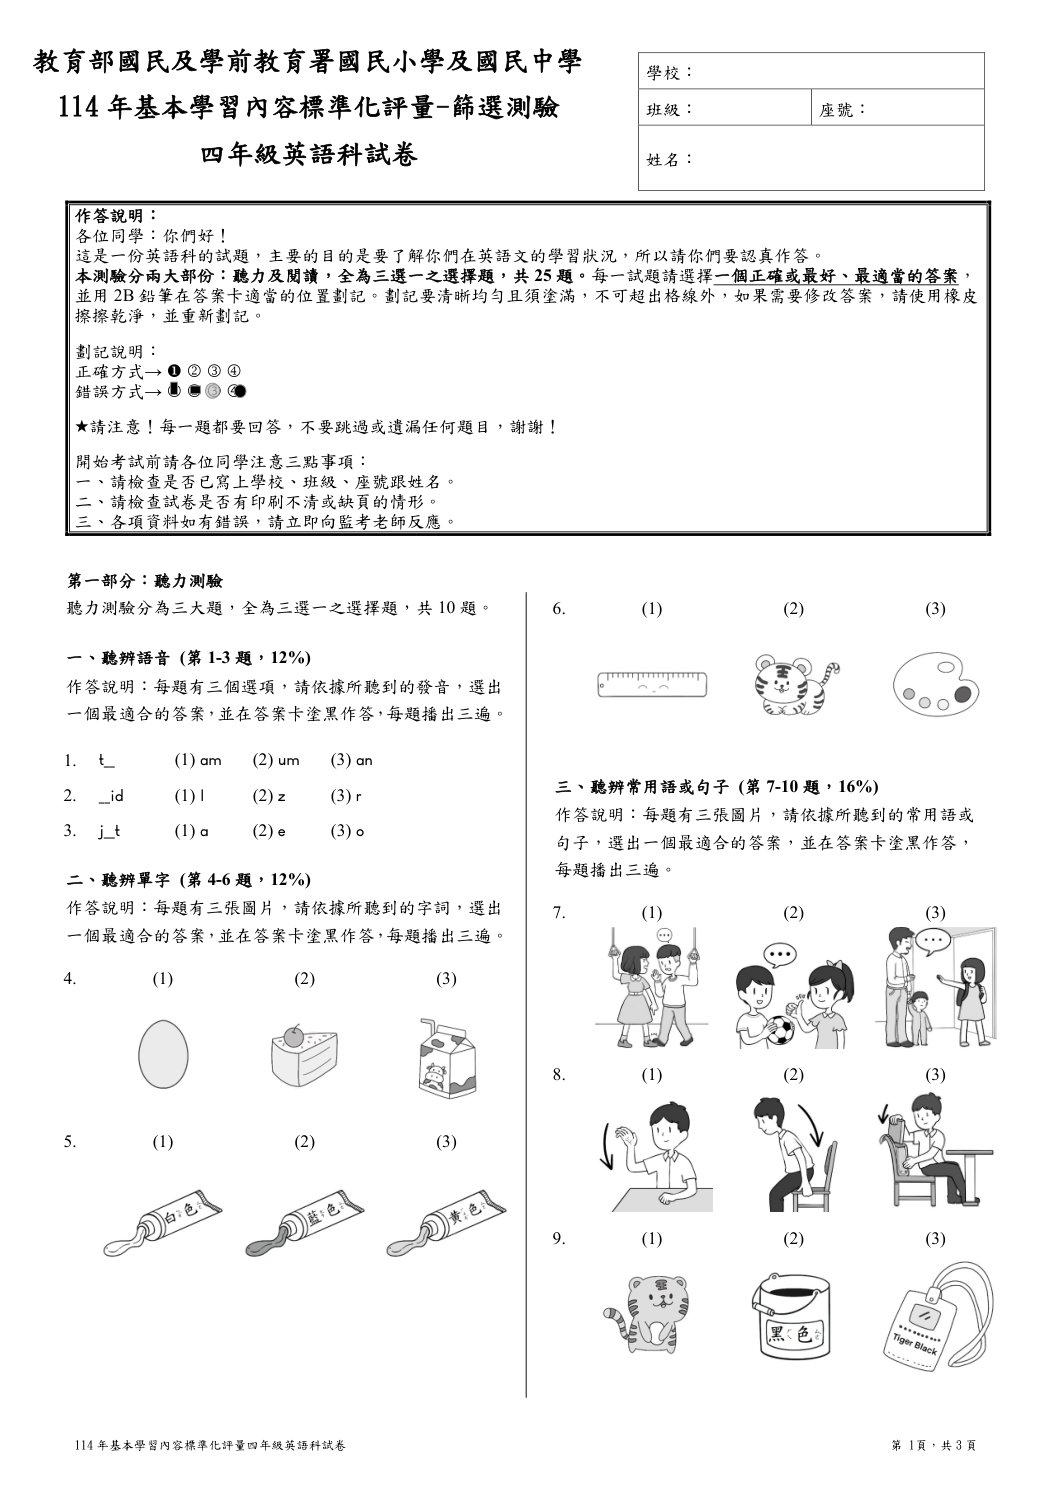 教育部國民及學前教育署國民小學及國民中學
114 年基本學習內容標準化評量-篩選測驗
四年級英語科試卷
學校：
班級：
座號：
姓名：
作答說明：
各位同學：你們好！
這是一份英語科的試題，主要的目的是要了解你們在英語文的學習狀況，所以請你們要認真作答。
本測驗分兩大部份：聽力及閱讀，全為三選一之選擇題，共 25 題。每一試題請選擇一個正確或最好、最適當的答案，
並用 2B 鉛筆在答案卡適當的位置劃記。劃記要清晰均勻且須塗滿，不可超出格線外，如果需要修改答案，請使用橡皮
擦擦乾淨，並重新劃記。
劃記說明：
正確方式→ ❶ ② ③ ④
錯誤方式→ ① ② ③ ④
★請注意！每一題都要回答，不要跳過或遺漏任何題目，謝謝！
開始考試前請各位同學注意三點事項：
一、請檢查是否已寫上學校、班級、座號跟姓名。
二、請檢查試卷是否有印刷不清或缺頁的情形。
三、各項資料如有錯誤，請立即向監考老師反應。
第一部分：聽力測驗
聽力測驗分為三大題，全為三選一之選擇題，共 10 題。
一、聽辨語音 (第 1-3 題，12%)
作答說明：每題有三個選項，請依據所聽到的發音，選出
一個最適合的答案，並在答案卡塗黑作答，每題播出三遍。
1. t__ (1) am (2) um (3) an
2. __id (1) l (2) z (3) r
3. j__t (1) a (2) e (3) o
二、聽辨單字 (第 4-6 題，12%)
作答說明：每題有三張圖片，請依據所聽到的字詞，選出
一個最適合的答案，並在答案卡塗黑作答，每題播出三遍。
4. (1) (2) (3)
5. (1) (2) (3)
白色 藍色 黃色
6. (1) (2) (3)
三、聽辨常用語或句子 (第 7-10 題，16%)
作答說明：每題有三張圖片，請依據所聽到的常用語或
句子，選出一個最適合的答案，並在答案卡塗黑作答，
每題播出三遍。
7. (1) (2) (3)
8. (1) (2) (3)
9. (1) (2) (3)
黑色
Tiger Black
114 年基本學習內容標準化評量四年級英語科試卷
第 1頁，共 3 頁